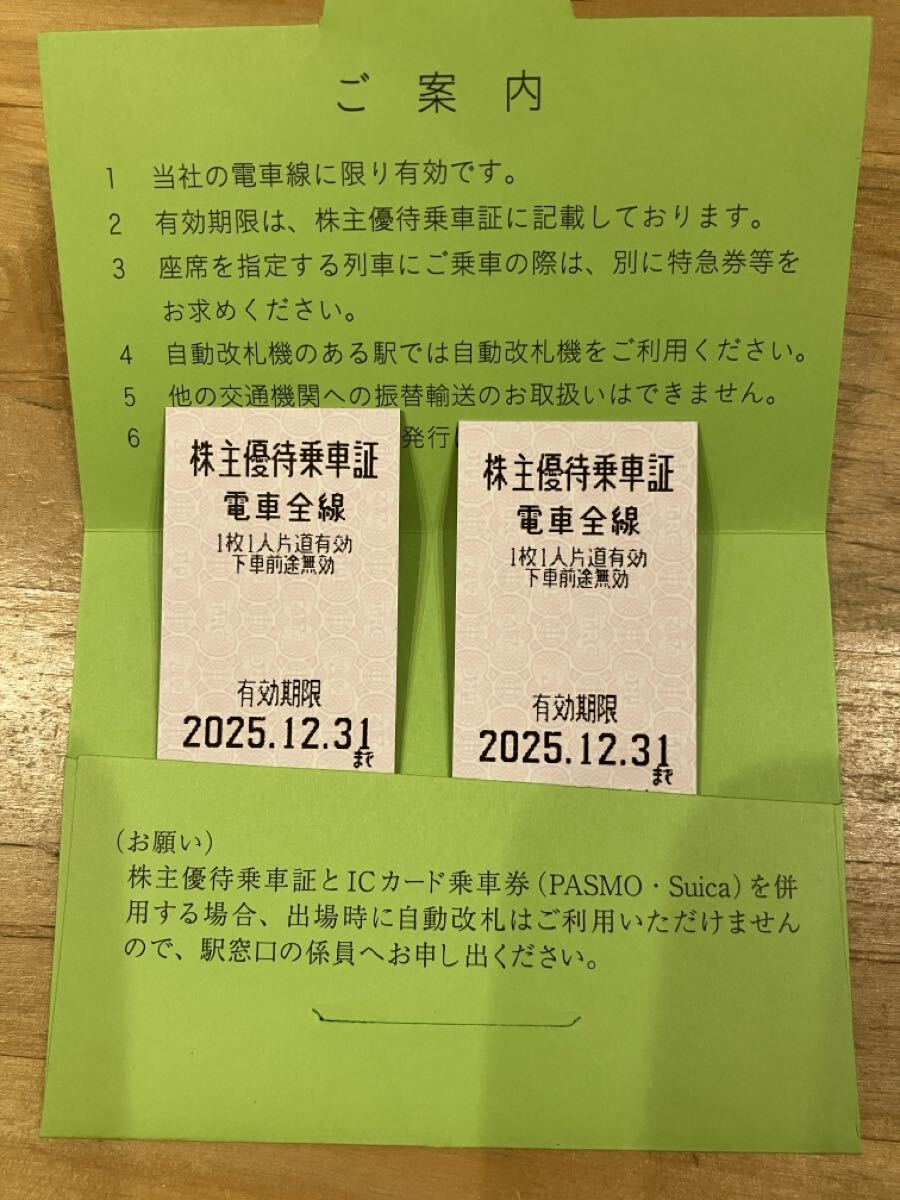 ご案内
1 当社の電車線に限り有効です。
2 有効期限は、株主優待乗車証に記載しております。
3 座席を指定する列車にご乗車の際は、別に特急券等を
お求めください。
4 自動改札機のある駅では自動改札機をご利用ください。
5 他の交通機関への振替輸送のお取扱いはできません。
6 発行
株主優待乗車証
電車全線
1枚1人片道有効
下車前途無効
有効期限
2025.12.31
まで
株主優待乗車証
電車全線
1枚1人片道有効
下車前途無効
有効期限
2025.12.31
まで
(お願い)
株主優待乗車証とICカード乗車券(PASMO・Suica)を併
用する場合、出場時に自動改札はご利用いただけません
ので、駅窓口の係員へお申し出ください。